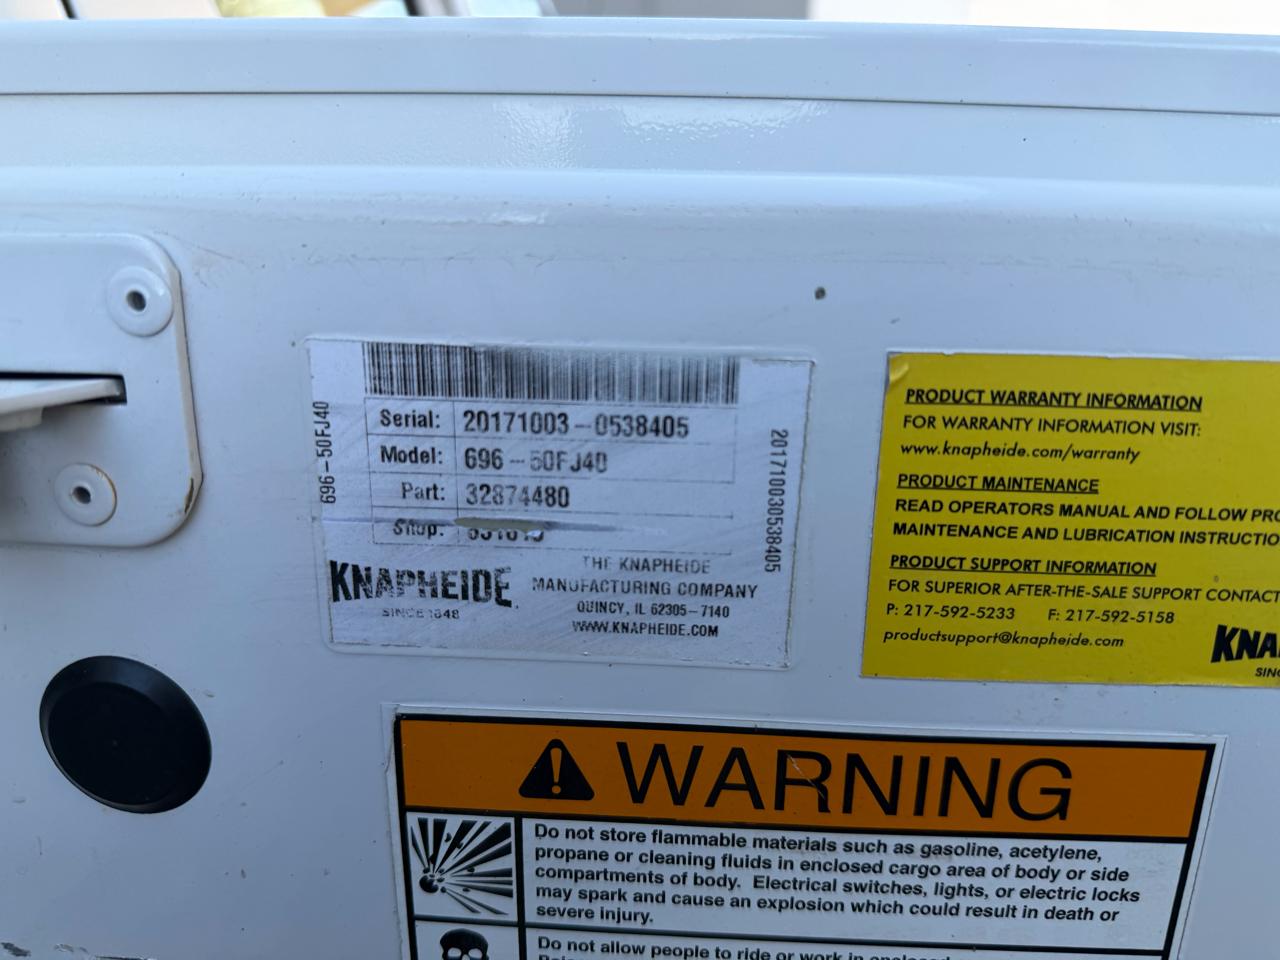 Serial: 20171003-0538405
Model: 696-50FJ40
Part: 32874480
Shop:
696-50FJ40
201710030538405
KNAPHEIDE
SINCE 1848
THE KNAPHEIDE
MANUFACTURING COMPANY
QUINCY, IL 62305-7140
WWW.KNAPHEIDE.COM
PRODUCT WARRANTY INFORMATION
FOR WARRANTY INFORMATION VISIT:
www.knapheide.com/warranty
PRODUCT MAINTENANCE
READ OPERATORS MANUAL AND FOLLOW
MAINTENANCE AND LUBRICATION
PRODUCT SUPPORT INFORMATION
FOR SUPERIOR AFTER-THE-SALE SUPPORT CONTACT
P: 217-592-5233 F: 217-592-5158
productsupport@knapheide.com
WARNING
Do not store flammable materials such as gasoline, acetylene,
propane or cleaning fluids in enclosed cargo area of body or side
compartments of body. Electrical switches, lights, or electric locks
may spark and cause an explosion which could result in death or
severe injury.
Do not allow people to ride or work in